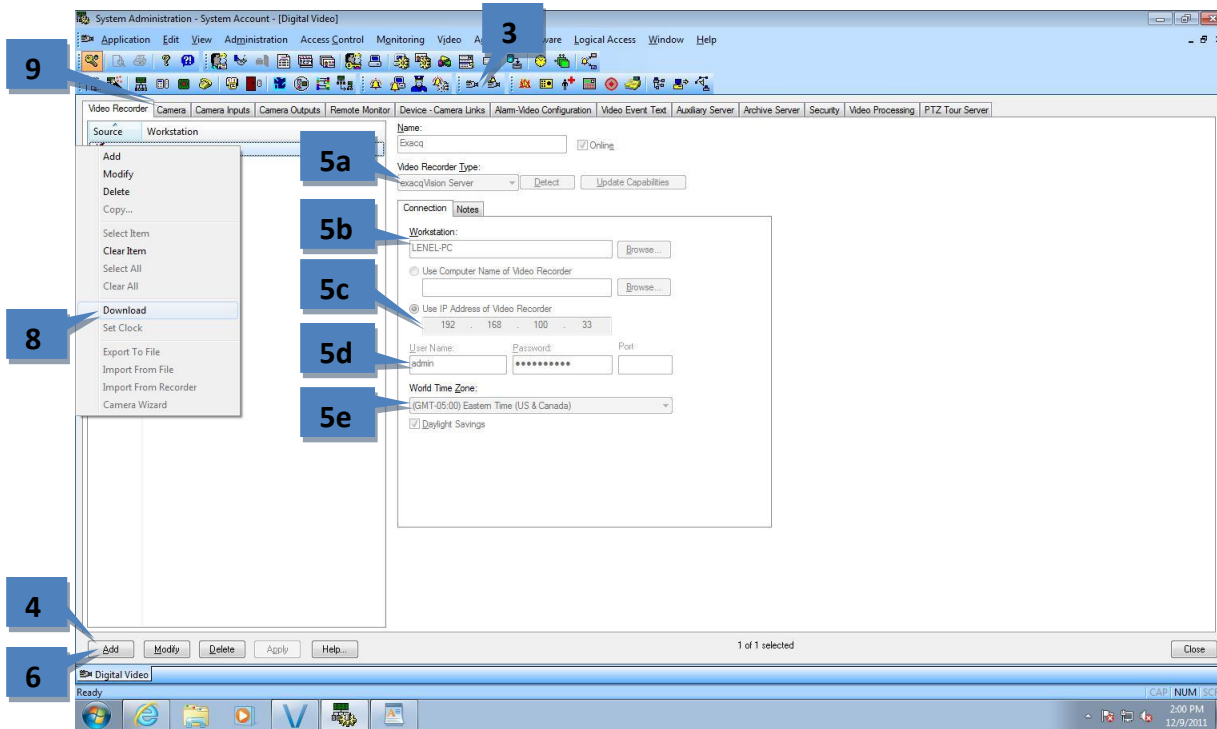 System Administration - System Account - [Digital Video]
Application Edit View Administration Access Control Monitoring Video A ware Logical Access Window Help
3
9
Video Recorder Camera Camera Inputs Camera Outputs Remote Monitor Device - Camera Links Alarm-Video Configuration Video Event Text Auxiliary Server Archive Server Security Video Processing PTZ Tour Server
Source Workstation
Add
Modify
Delete
Copy...
Select Item
Clear Item
Select All
Clear All
Download
Set Clock
Export To File
Import From File
Import From Recorder
Camera Wizard
8
Name:
Exacq Online
5a
Video Recorder Type:
exacqVision Server Detect Update Capabilities
Connection Notes
5b
Workstation:
LENEL-PC Browse...
Use Computer Name of Video Recorder
Browse...
5c
Use IP Address of Video Recorder
192 . 168 . 100 . 33
5d
User Name: Password: Port:
admin ••••••••••
World Time Zone:
5e
(GMT-05:00) Eastern Time (US & Canada)
Daylight Savings
4
Add Modify Delete Apply Help... 1 of 1 selected Close
6
Digital Video
Ready CAP NUM SCR
2:00 PM
12/9/2011